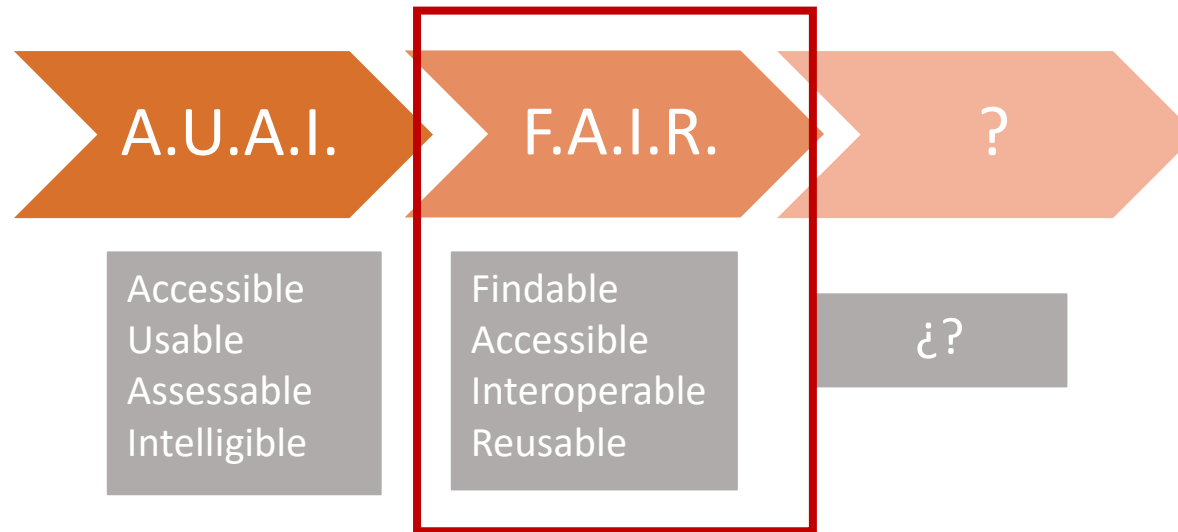 A.U.A.I.
F.A.I.R.
?
Accessible
Usable
Assessable
Intelligible
Findable
Accessible
Interoperable
Reusable
¿?